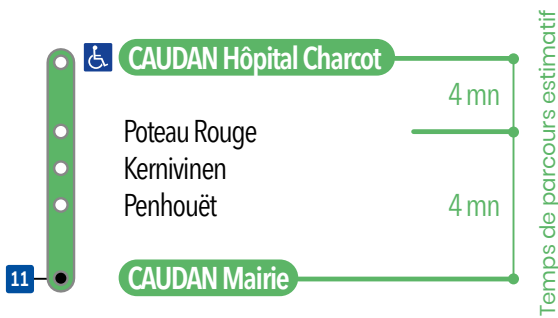 CAUDAN Hôpital Charcot
4 mn
Poteau Rouge
Kernivinen
Penhouët
4 mn
11
CAUDAN Mairie
Temps de parcours estimatif